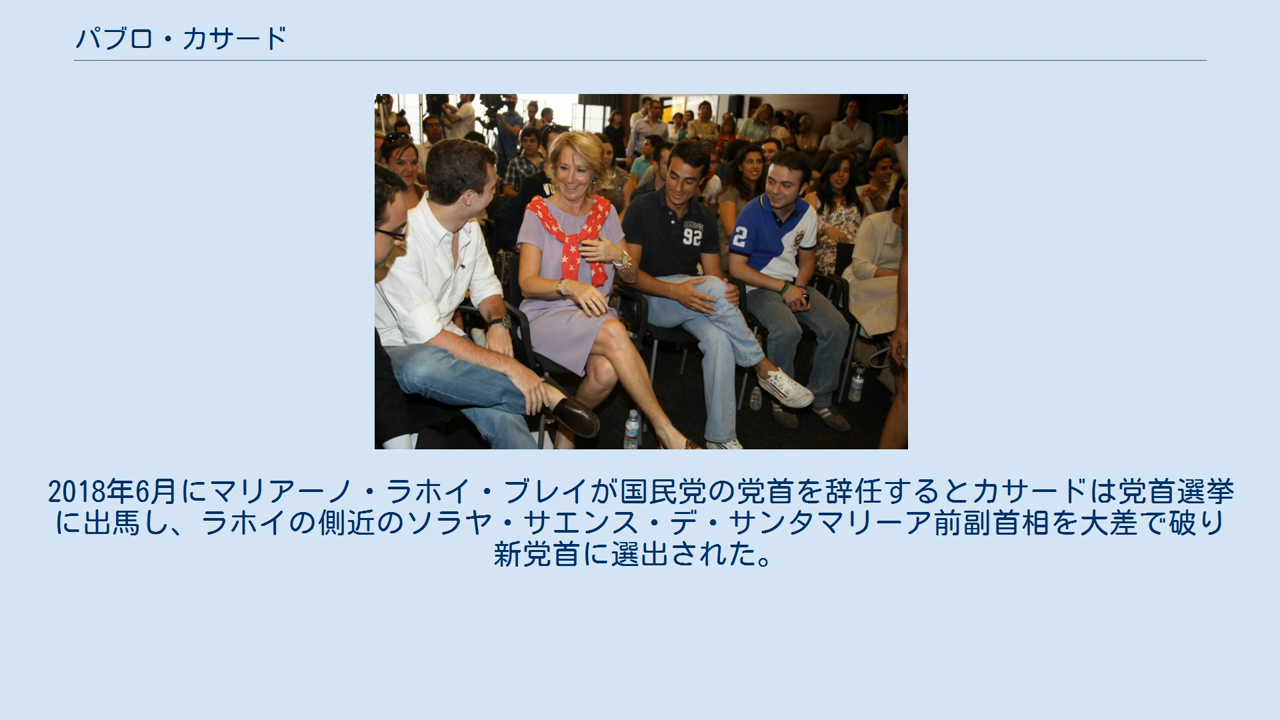 パブロ・カサード
92
2
2018年6月にマリアーノ・ラホイ・ブレイが国民党の党首を辞任するとカサードは党首選挙
に出馬し、ラホイの側近のソラヤ・サエンス・デ・サンタマリーア前副首相を大差で破り
新党首に選出された。